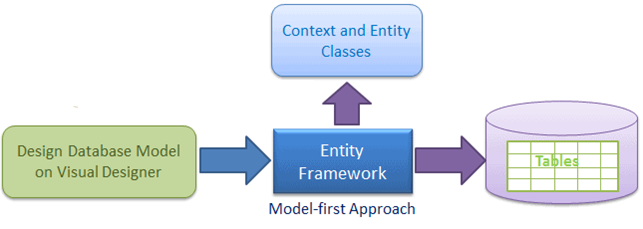 Context and Entity
Classes
Design Database Model
on Visual Designer
Entity
Framework
Tables
Model-first Approach